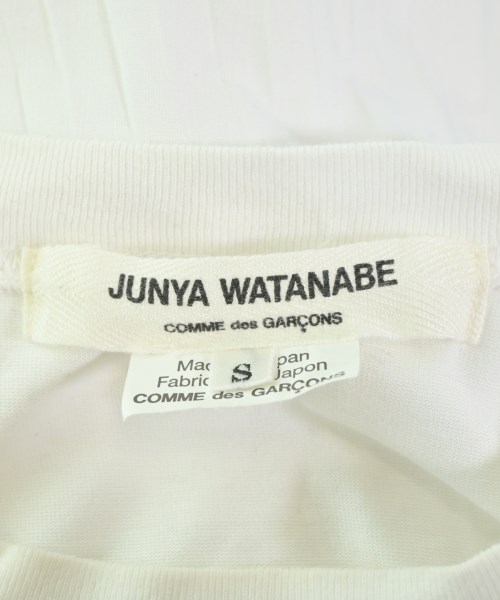 JUNYA WATANABE
COMME des GARÇONS
S
Mac pan
Fabric Japon
COMME des GARÇONS